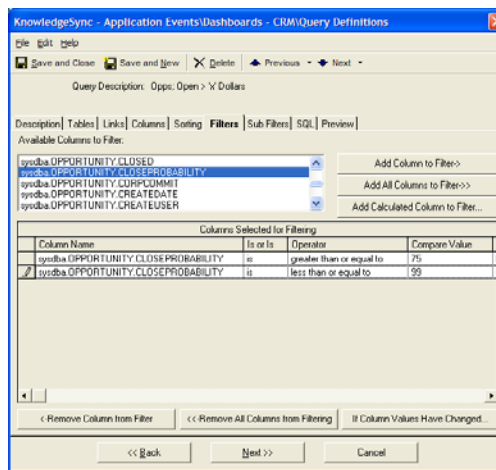 KnowledgeSync - Application Events\Dashboards - CRM\Query Definitions
File Edit Help
Save and Close Save and New Delete Previous Next
Query Description: Opps; Open > 'X' Dollars
Description Tables Links Columns Sorting Filters Sub Filters SQL Preview
Available Columns to Filter:
sysdba.OPPORTUNITY.CLOSED
sysdba.OPPORTUNITY.CLOSEPROBABILITY
sysdba.OPPORTUNITY.CORPCOMMIT
sysdba.OPPORTUNITY.CREATEDATE
sysdba.OPPORTUNITY.CREATEUSER
Add Column to Filter->
Add All Columns to Filter->>
Add Calculated Column to Filter...
Columns Selected for Filtering
Column Name Is or Is Operator Compare Value
sysdba.OPPORTUNITY.CLOSEPROBABILITY is greater than or equal to 75
sysdba.OPPORTUNITY.CLOSEPROBABILITY is less than or equal to 99
<-Remove Column from Filter <<-Remove All Columns from Filtering If Column Values Have Changed...
<< Back Next >> Cancel